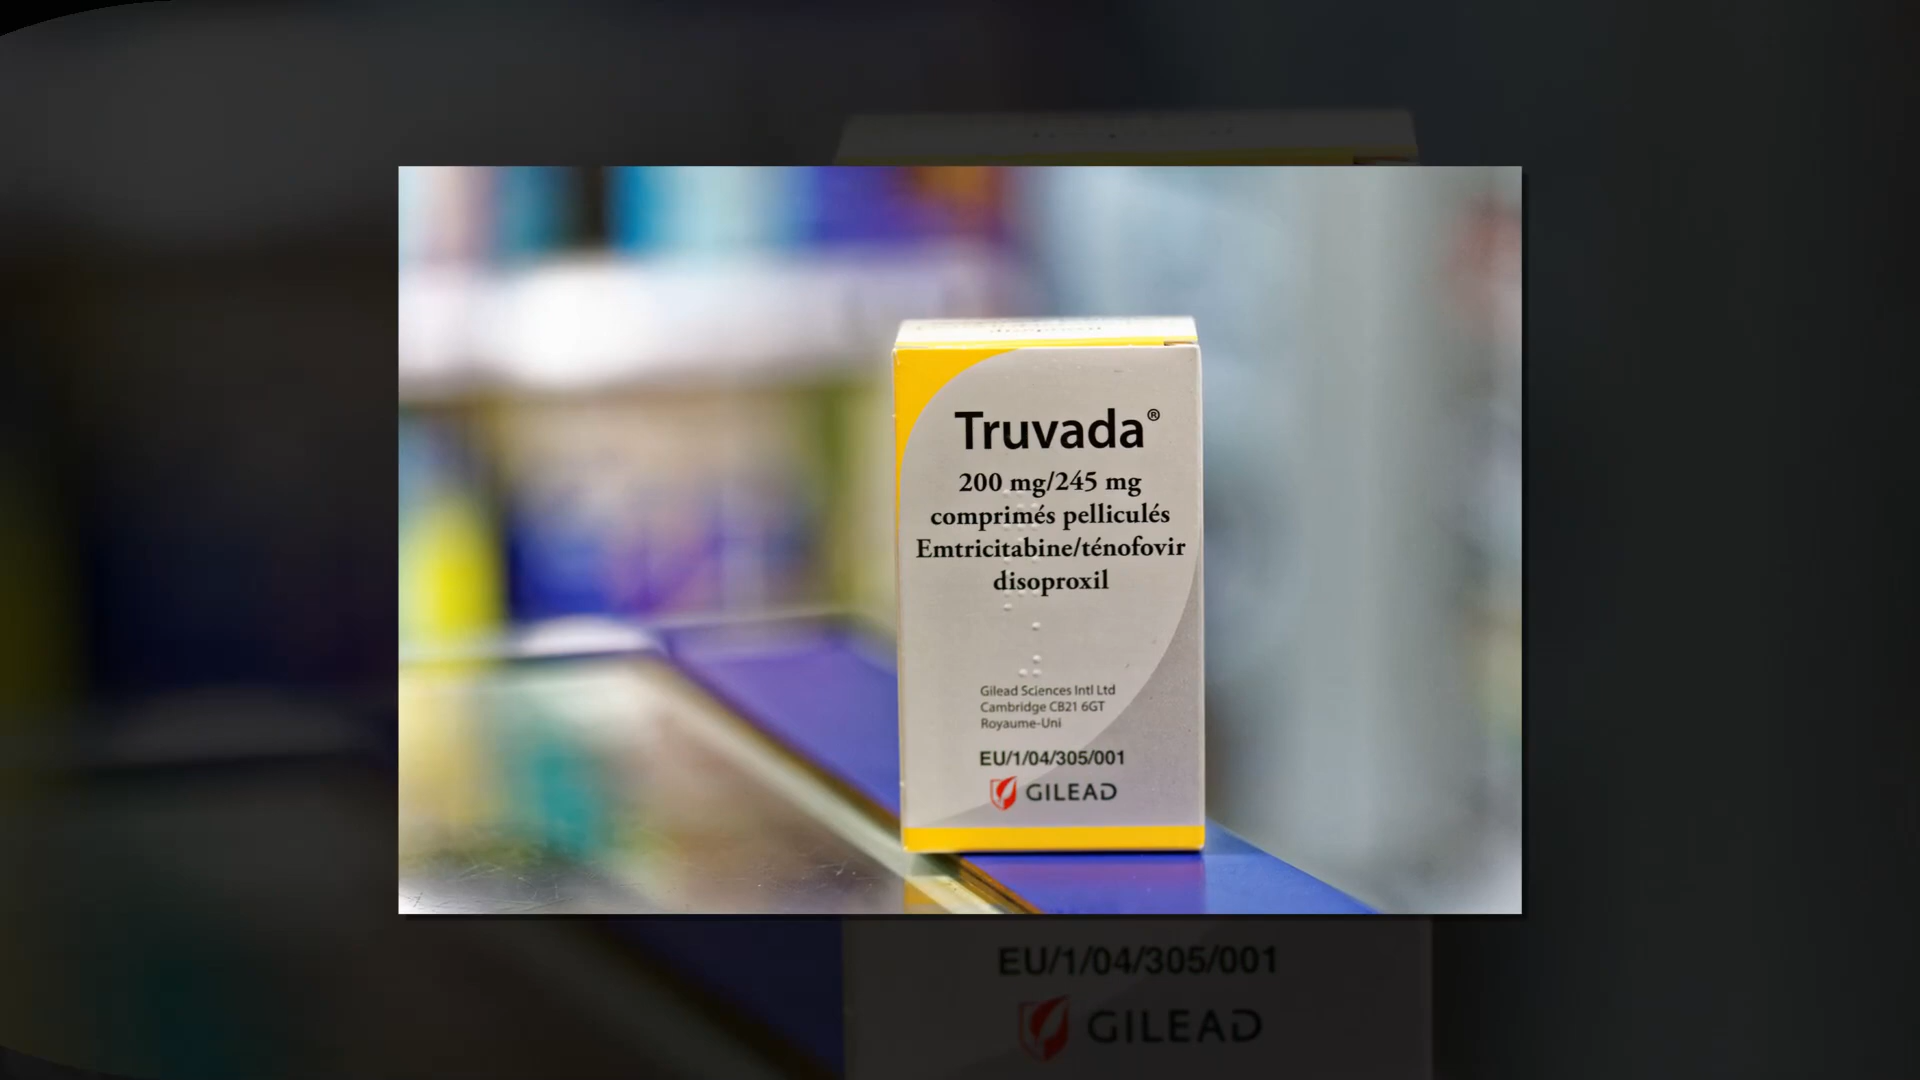 Truvada®
200 mg/245 mg
comprimés pelliculés
Emtricitabine/ténofovir
disoproxil
Gilead Sciences Intl Ltd
Cambridge CB21 6GT
Royaume-Uni
EU/1/04/305/001
GILEAD
EU/1/04/305/001
GILEAD